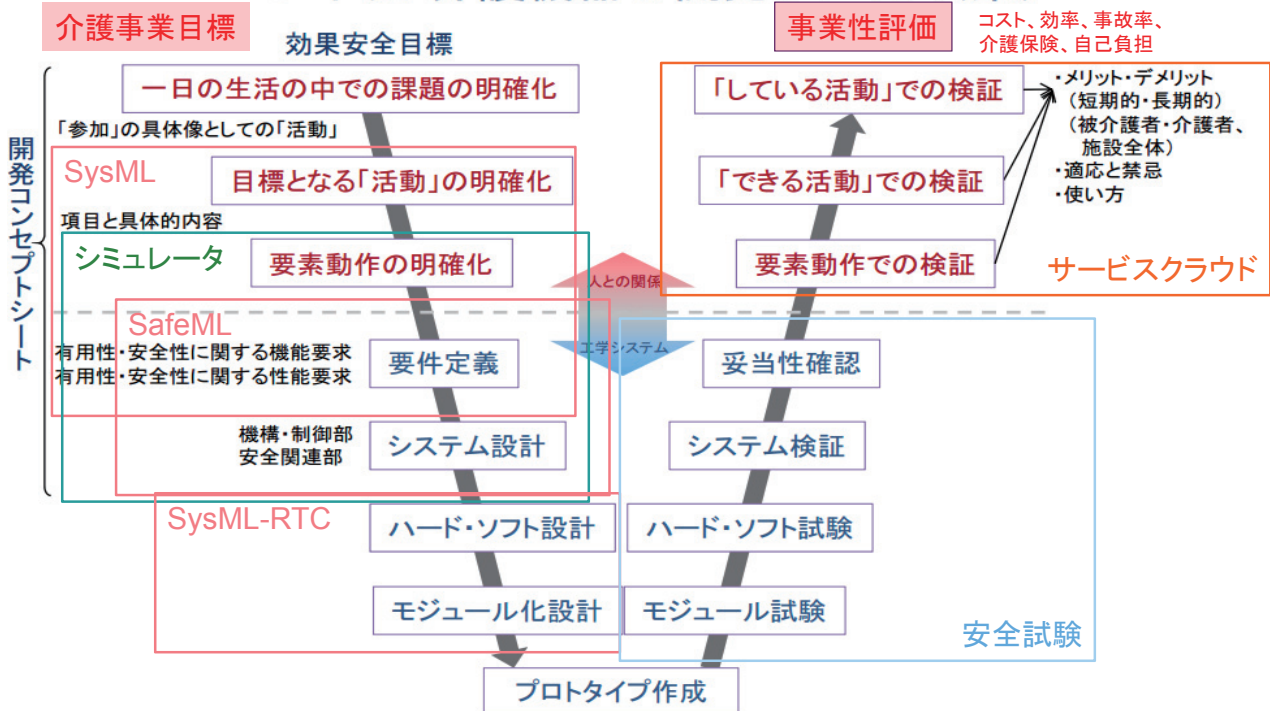 介護事業目標
事業性評価
コスト、効率、事故率、
介護保険、自己負担
効果安全目標
一日の生活の中での課題の明確化
「している活動」での検証
・メリット・デメリット
（短期的・長期的）
（被介護者・介護者、
施設全体）
・適応と禁忌
・使い方
「参加」の具体像としての「活動」
開発コンセプトシート
SysML
目標となる「活動」の明確化
「できる活動」での検証
項目と具体的内容
シミュレータ
要素動作の明確化
要素動作での検証
サービスクラウド
人との関係
工学システム
SafeML
有用性・安全性に関する機能要求
有用性・安全性に関する性能要求
要件定義
妥当性確認
機構・制御部
安全関連部
システム設計
システム検証
SysML-RTC
ハード・ソフト設計
ハード・ソフト試験
モジュール化設計
モジュール試験
安全試験
プロトタイプ作成